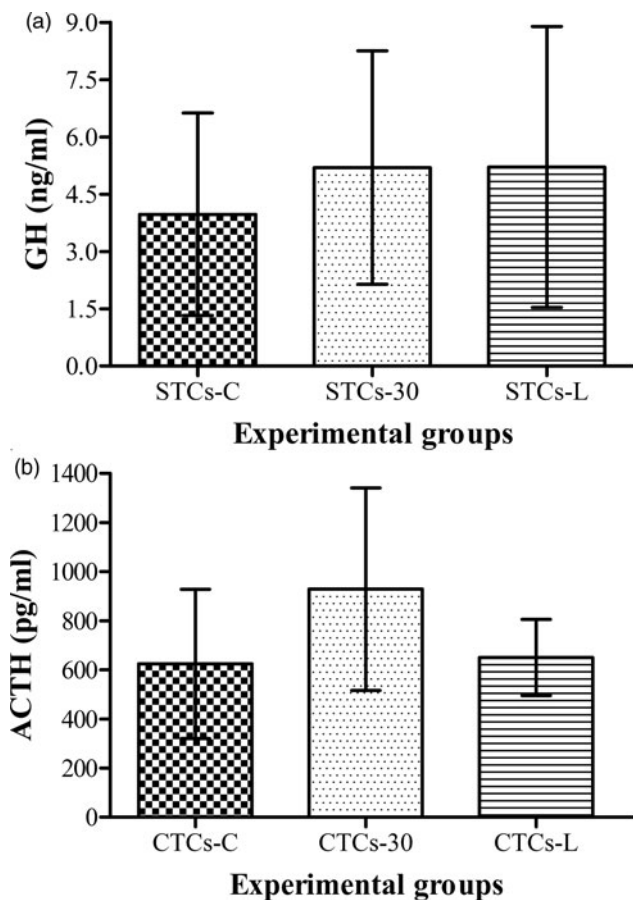 (a)
GH (ng/ml)
9.0
7.5
6.0
4.5
3.0
1.5
0.0
STCs-C STCs-30 STCs-L
Experimental groups
(b)
ACTH (pg/ml)
1400
1200
1000
800
600
400
200
0
CTCs-C CTCs-30 CTCs-L
Experimental groups